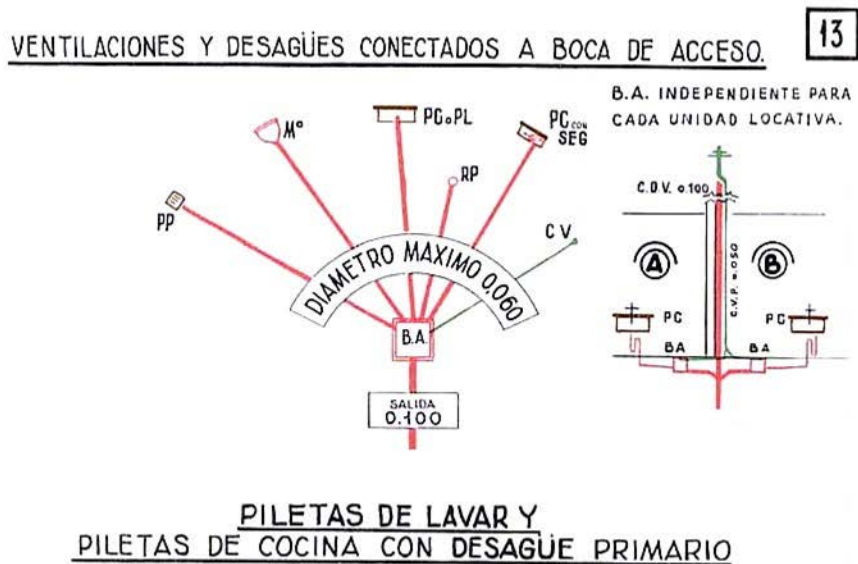 13
VENTILACIONES Y DESAGÜES CONECTADOS A BOCA DE ACCESO.
B.A. INDEPENDIENTE PARA
CADA UNIDAD LOCATIVA.
PP
Mº
PC o PL
RP
PC CON
SEG
C V
DIAMETRO MAXIMO 0,060
B.A.
SALIDA
0.100
C.D.V. 0.100
C.V.P. 0.050
A
B
PC
PC
BA
BA
PILETAS DE LAVAR Y
PILETAS DE COCINA CON DESAGÜE PRIMARIO